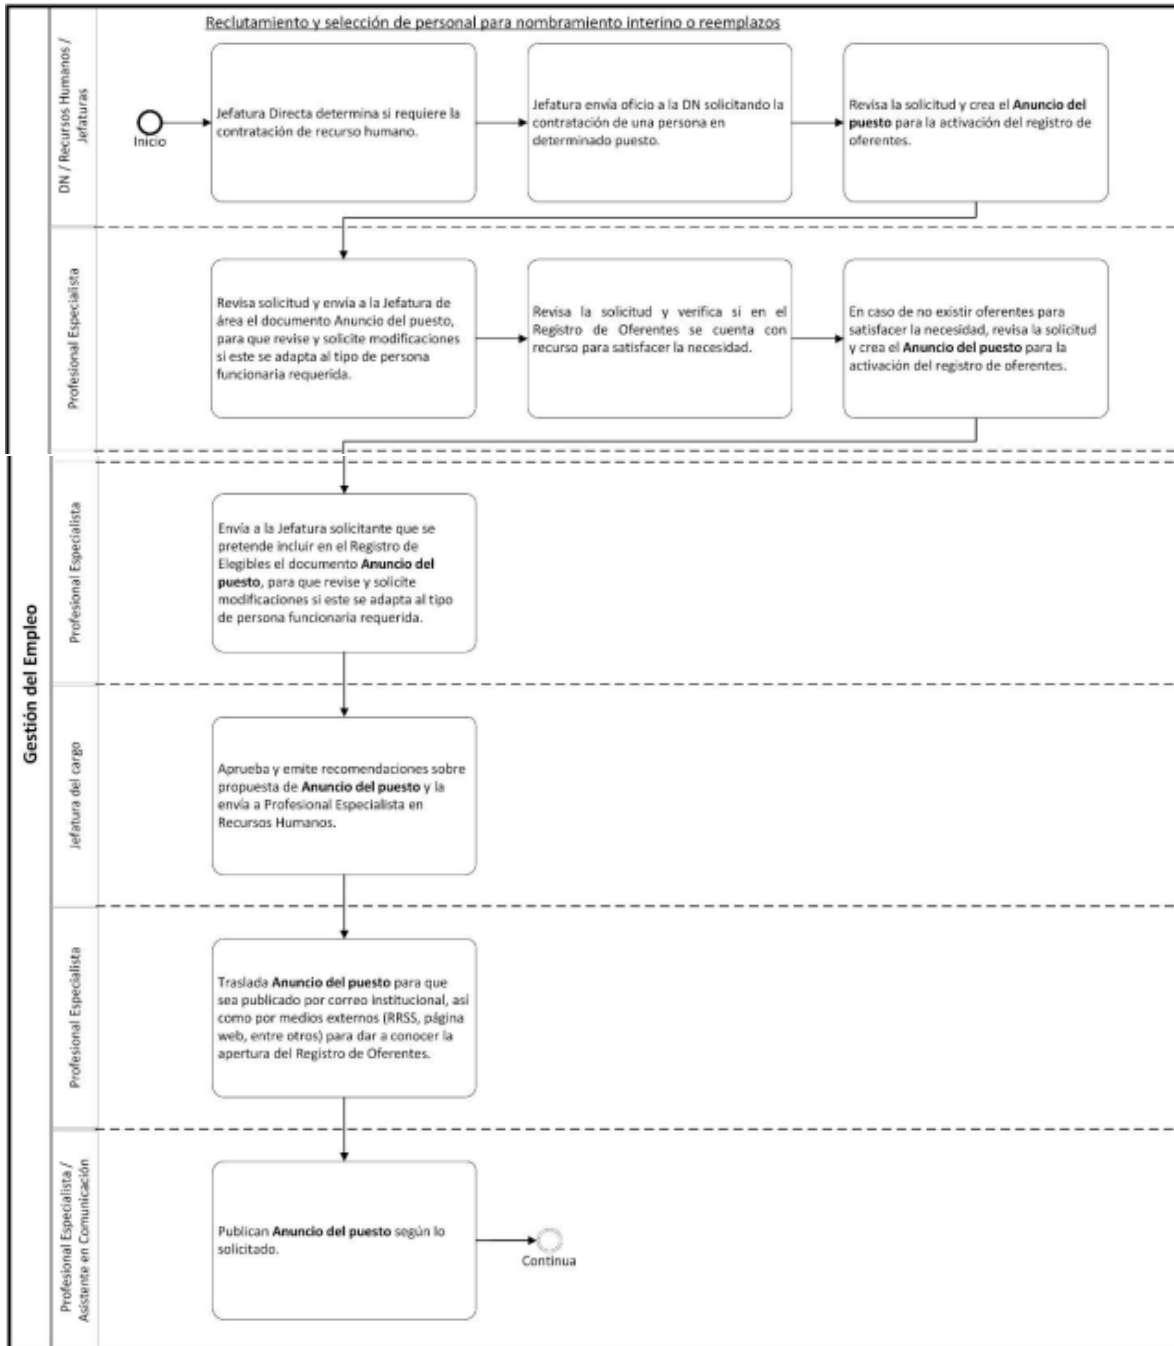 Reclutamiento y selección de personal para nombramiento interino o reemplazos
DN / Recursos Humanos /
Jefaturas
Inicio
Jefatura Directa determina si requiere la
contratación de recurso humano.
Jefatura envía oficio a la DN solicitando la
contratación de una persona en
determinado puesto.
Revisa la solicitud y crea el Anuncio del
puesto para la activación del registro de
oferentes.
Profesional Especialista
Revisa solicitud y envía a la Jefatura de
área el documento Anuncio del puesto,
para que revise y solicite modificaciones
si este se adapta al tipo de persona
funcionaria requerida.
Revisa la solicitud y verifica si en el
Registro de Oferentes se cuenta con
recurso para satisfacer la necesidad.
En caso de no existir oferentes para
satisfacer la necesidad, revisa la solicitud
y crea el Anuncio del puesto para la
activación del registro de oferentes.
Gestión del Empleo
Profesional Especialista
Envía a la Jefatura solicitante que se
pretende incluir en el Registro de
Elegibles el documento Anuncio del
puesto, para que revise y solicite
modificaciones si este se adapta al tipo
de persona funcionaria requerida.
Jefatura del cargo
Aprueba y emite recomendaciones sobre
propuesta de Anuncio del puesto y la
envía a Profesional Especialista en
Recursos Humanos.
Profesional Especialista
Traslada Anuncio del puesto para que
sea publicado por correo institucional, así
como por medios externos (RRSS, página
web, entre otros) para dar a conocer la
apertura del Registro de Oferentes.
Profesional Especialista /
Asistente en Comunicación
Publican Anuncio del puesto según lo
solicitado.
Continua